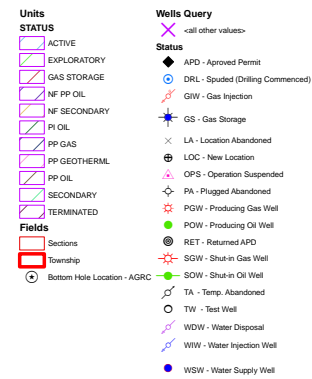 Units
STATUS
ACTIVE
EXPLORATORY
GAS STORAGE
NF PP OIL
NF SECONDARY
PI OIL
PP GAS
PP GEOTHERML
PP OIL
SECONDARY
TERMINATED
Fields
Sections
Township
Bottom Hole Location - AGRC
Wells Query
<all other values>
Status
APD - Aproved Permit
DRL - Spuded (Drilling Commenced)
GIW - Gas Injection
GS - Gas Storage
LA - Location Abandoned
LOC - New Location
OPS - Operation Suspended
PA - Plugged Abandoned
PGW - Producing Gas Well
POW - Producing Oil Well
RET - Returned APD
SGW - Shut-in Gas Well
SOW - Shut-in Oil Well
TA - Temp. Abandoned
TW - Test Well
WDW - Water Disposal
WIW - Water Injection Well
WSW - Water Supply Well